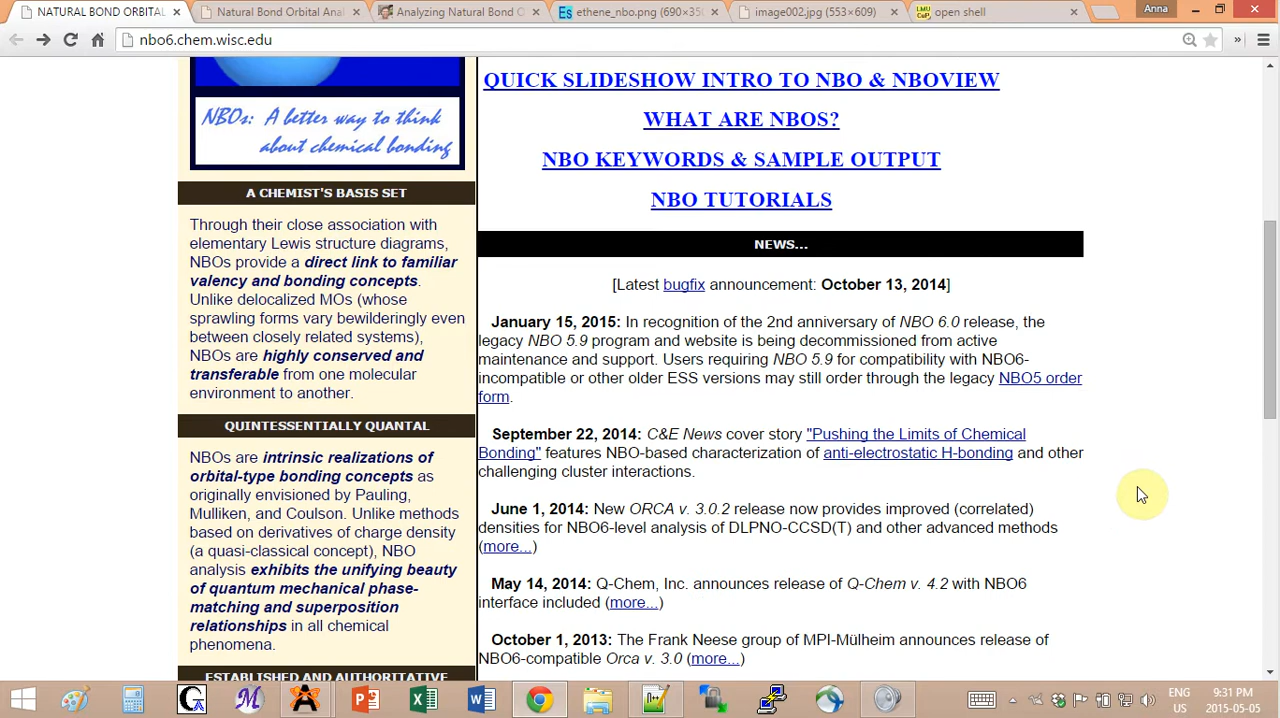 NATURAL BOND ORBITAL
Natural Bond Orbital Anal
Analyzing Natural Bond O
ethene_nbo.png (690×350
image002.jpg (553×609)
open shell
Anna
nbo6.chem.wisc.edu
NBOs: A better way to think
about chemical bonding
A CHEMIST'S BASIS SET
Through their close association with
elementary Lewis structure diagrams,
NBOs provide a direct link to familiar
valency and bonding concepts.
Unlike delocalized MOs (whose
sprawling forms vary bewilderingly even
between closely related systems),
NBOs are highly conserved and
transferable from one molecular
environment to another.
QUINTESSENTIALLY QUANTAL
NBOs are intrinsic realizations of
orbital-type bonding concepts as
originally envisioned by Pauling,
Mulliken, and Coulson. Unlike methods
based on derivatives of charge density
(a quasi-classical concept), NBO
analysis exhibits the unifying beauty
of quantum mechanical phase-
matching and superposition
relationships in all chemical
phenomena.
ESTABLISHED AND AUTHORITATIVE
QUICK SLIDESHOW INTRO TO NBO & NBOVIEW
WHAT ARE NBOS?
NBO KEYWORDS & SAMPLE OUTPUT
NBO TUTORIALS
NEWS...
[Latest bugfix announcement: October 13, 2014]
January 15, 2015: In recognition of the 2nd anniversary of NBO 6.0 release, the
legacy NBO 5.9 program and website is being decommissioned from active
maintenance and support. Users requiring NBO 5.9 for compatibility with NBO6-
incompatible or other older ESS versions may still order through the legacy NBO5 order
form.
September 22, 2014: C&E News cover story "Pushing the Limits of Chemical
Bonding" features NBO-based characterization of anti-electrostatic H-bonding and other
challenging cluster interactions.
June 1, 2014: New ORCA v. 3.0.2 release now provides improved (correlated)
densities for NBO6-level analysis of DLPNO-CCSD(T) and other advanced methods
(more...)
May 14, 2014: Q-Chem, Inc. announces release of Q-Chem v. 4.2 with NBO6
interface included (more...)
October 1, 2013: The Frank Neese group of MPI-Mülheim announces release of
NBO6-compatible Orca v. 3.0 (more...)
ENG
US
9:31 PM
2015-05-05